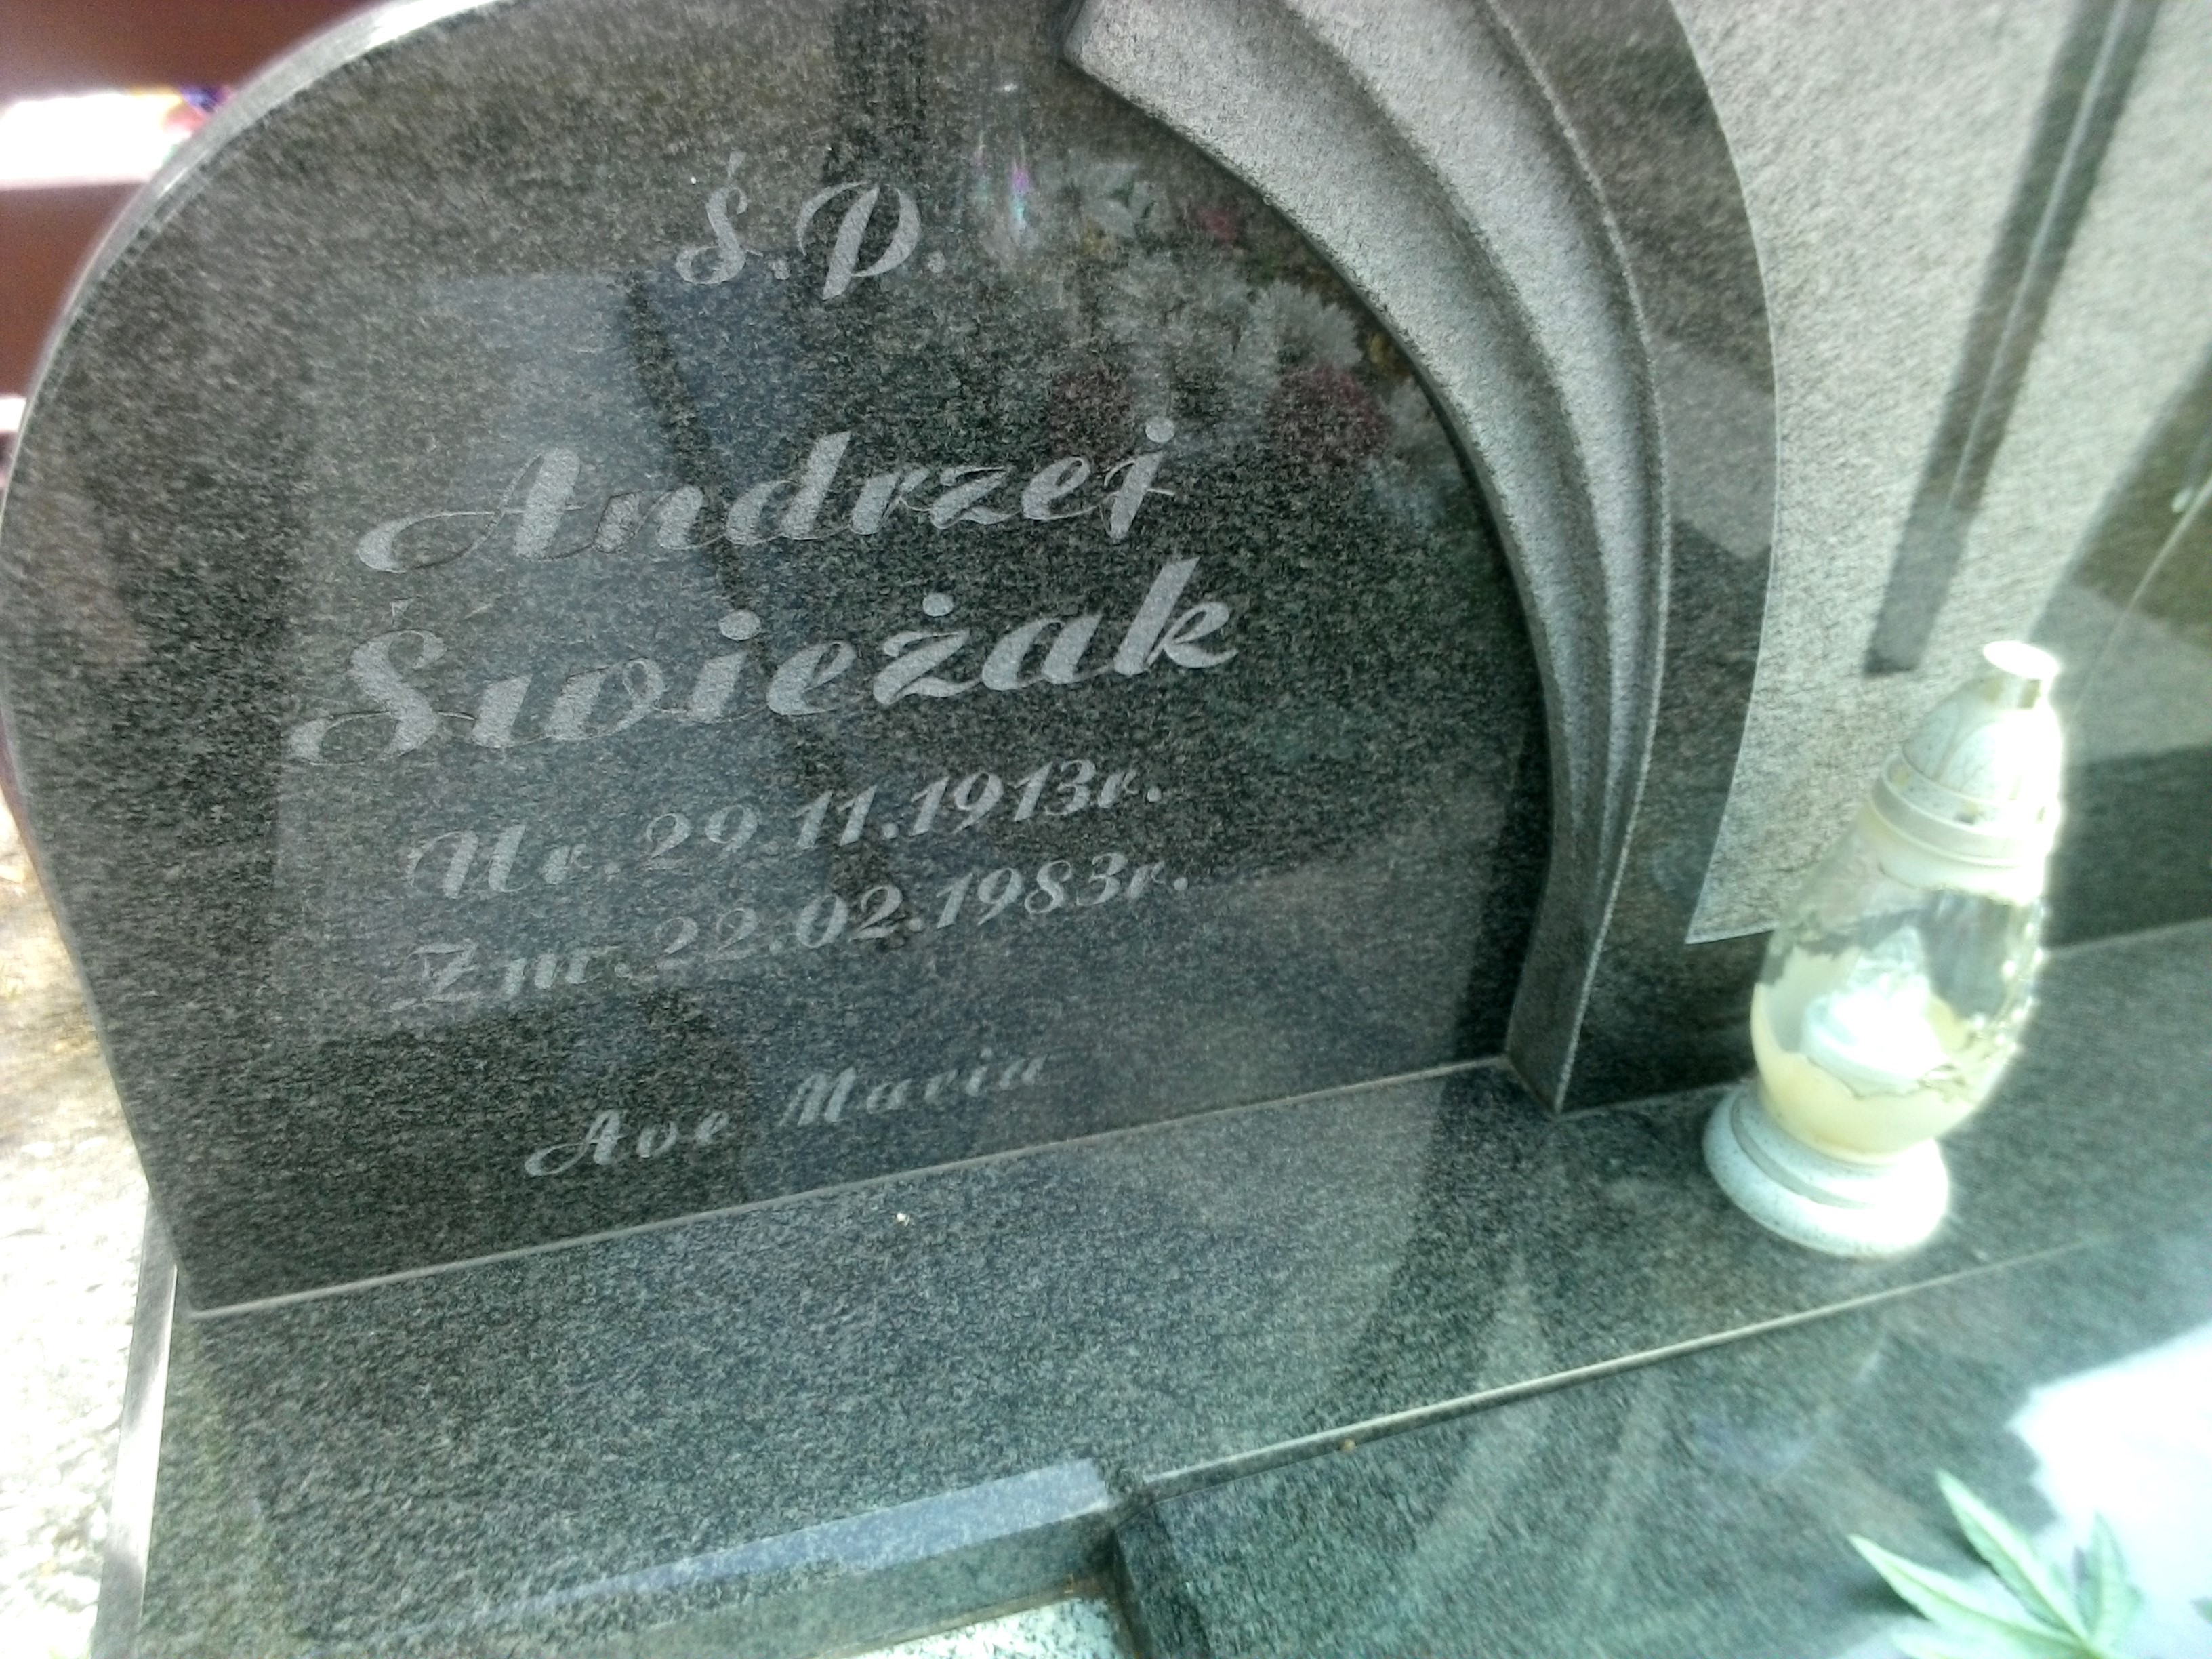 Ś.P.
Andrzej
Świeżak
Ur. 29.11.1913r.
Zm. 22.02.1983r.
Ave Maria